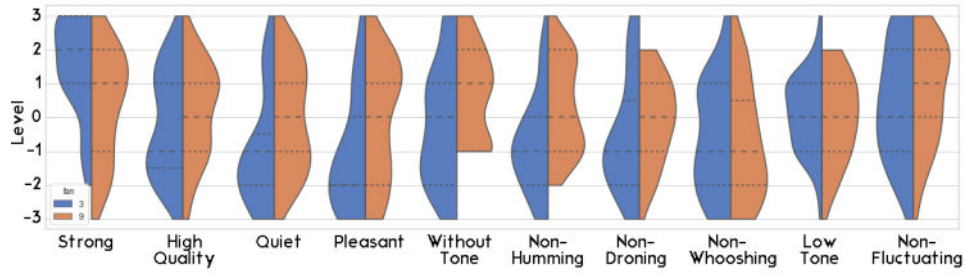 Level
3
2
1
0
-1
-2
-3
fan
3
9
Strong
High
Quality
Quiet
Pleasant
Without
Tone
Non-
Humming
Non-
Droning
Non-
Whooshing
Low
Tone
Non-
Fluctuating